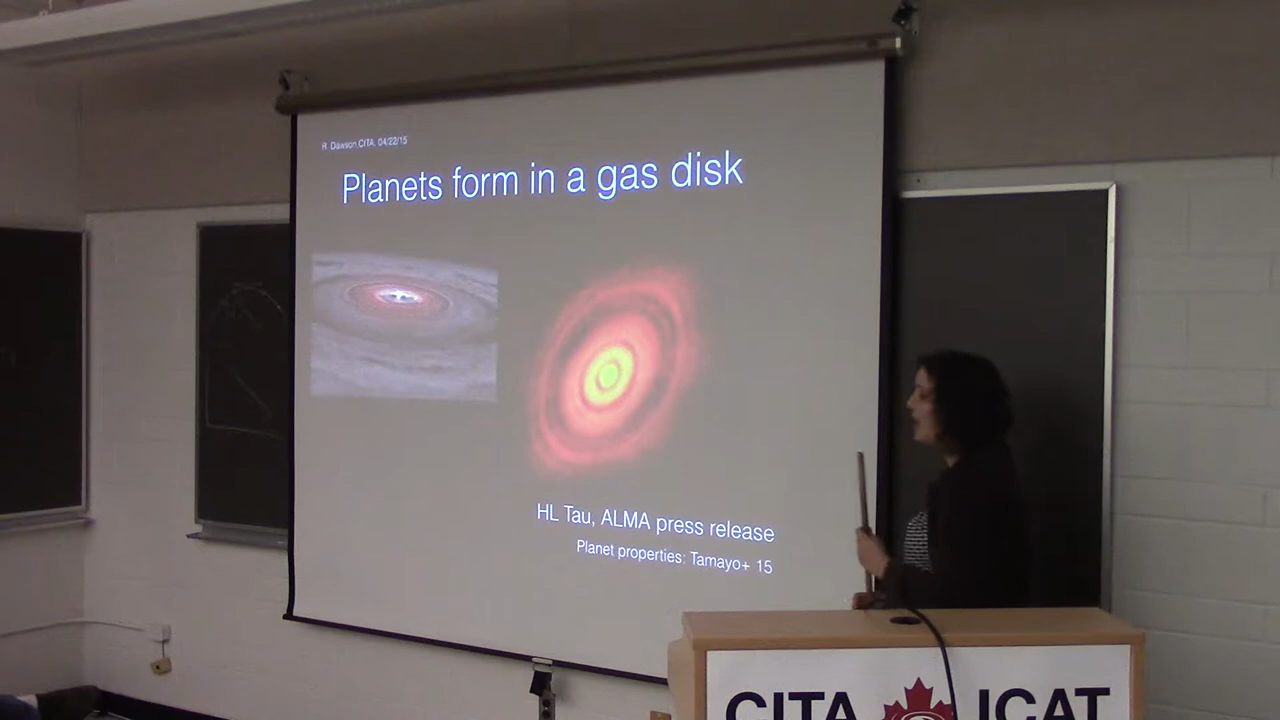 R. Dawson, CITA, 04/22/15
Planets form in a gas disk
HL Tau, ALMA press release
Planet properties: Tamayo+ 15
CITA ICAT